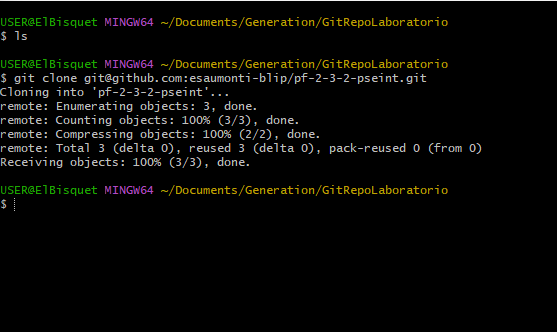 USER@ElBisquet MINGW64 ~/Documents/Generation/GitRepoLaboratorio
$ ls
USER@ElBisquet MINGW64 ~/Documents/Generation/GitRepoLaboratorio
$ git clone git@github.com:esaumonti-blip/pf-2-3-2-pseint.git
Cloning into 'pf-2-3-2-pseint'...
remote: Enumerating objects: 3, done.
remote: Counting objects: 100% (3/3), done.
remote: Compressing objects: 100% (2/2), done.
remote: Total 3 (delta 0), reused 3 (delta 0), pack-reused 0 (from 0)
Receiving objects: 100% (3/3), done.
USER@ElBisquet MINGW64 ~/Documents/Generation/GitRepoLaboratorio
$